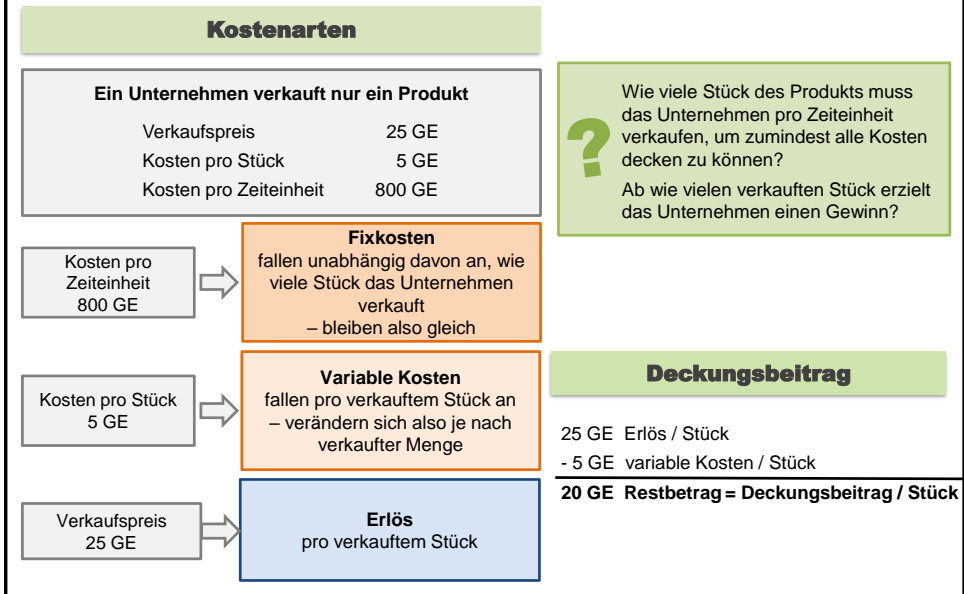 Kostenarten
Ein Unternehmen verkauft nur ein Produkt
Verkaufspreis 25 GE
Kosten pro Stück 5 GE
Kosten pro Zeiteinheit 800 GE
?
Wie viele Stück des Produkts muss
das Unternehmen pro Zeiteinheit
verkaufen, um zumindest alle Kosten
decken zu können?
Ab wie vielen verkauften Stück erzielt
das Unternehmen einen Gewinn?
Kosten pro
Zeiteinheit
800 GE
Fixkosten
fallen unabhängig davon an, wie
viele Stück das Unternehmen
verkauft
– bleiben also gleich
Kosten pro Stück
5 GE
Variable Kosten
fallen pro verkauftem Stück an
– verändern sich also je nach
verkaufter Menge
Verkaufspreis
25 GE
Erlös
pro verkauftem Stück
Deckungsbeitrag
25 GE Erlös / Stück
- 5 GE variable Kosten / Stück
20 GE Restbetrag = Deckungsbeitrag / Stück